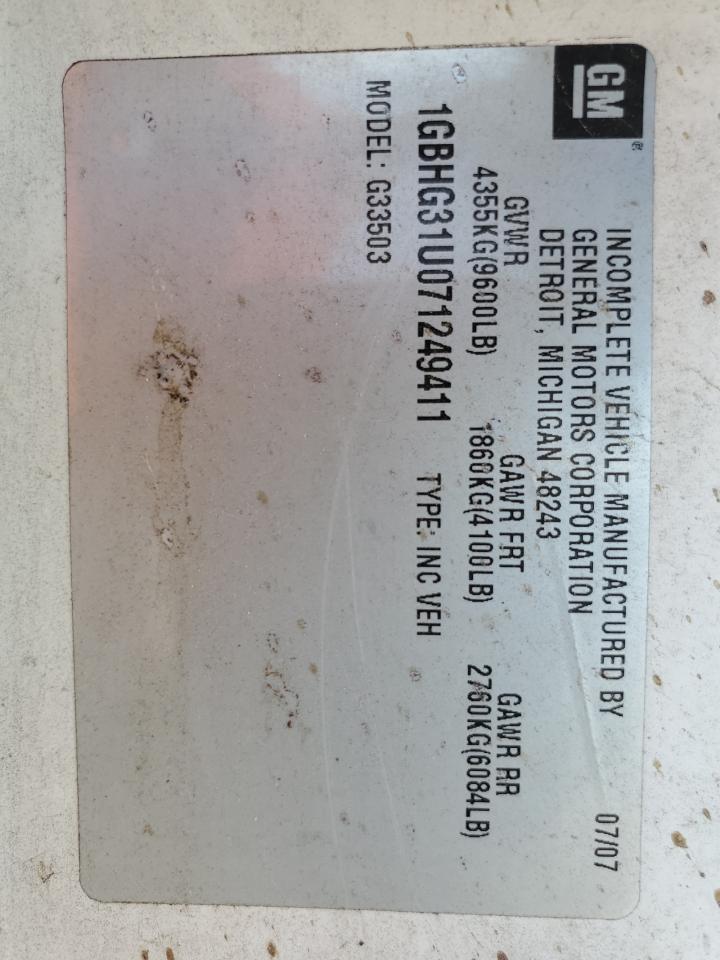 GM®
INCOMPLETE VEHICLE MANUFACTURED BY 07/07
GENERAL MOTORS CORPORATION
DETROIT, MICHIGAN 48243
GVWR GAWR FRT GAWR RR
4355KG(9600LB) 1860KG(4100LB) 2760KG(6084LB)
1GBHG31U071249411 TYPE: INC VEH
MODEL: G33503